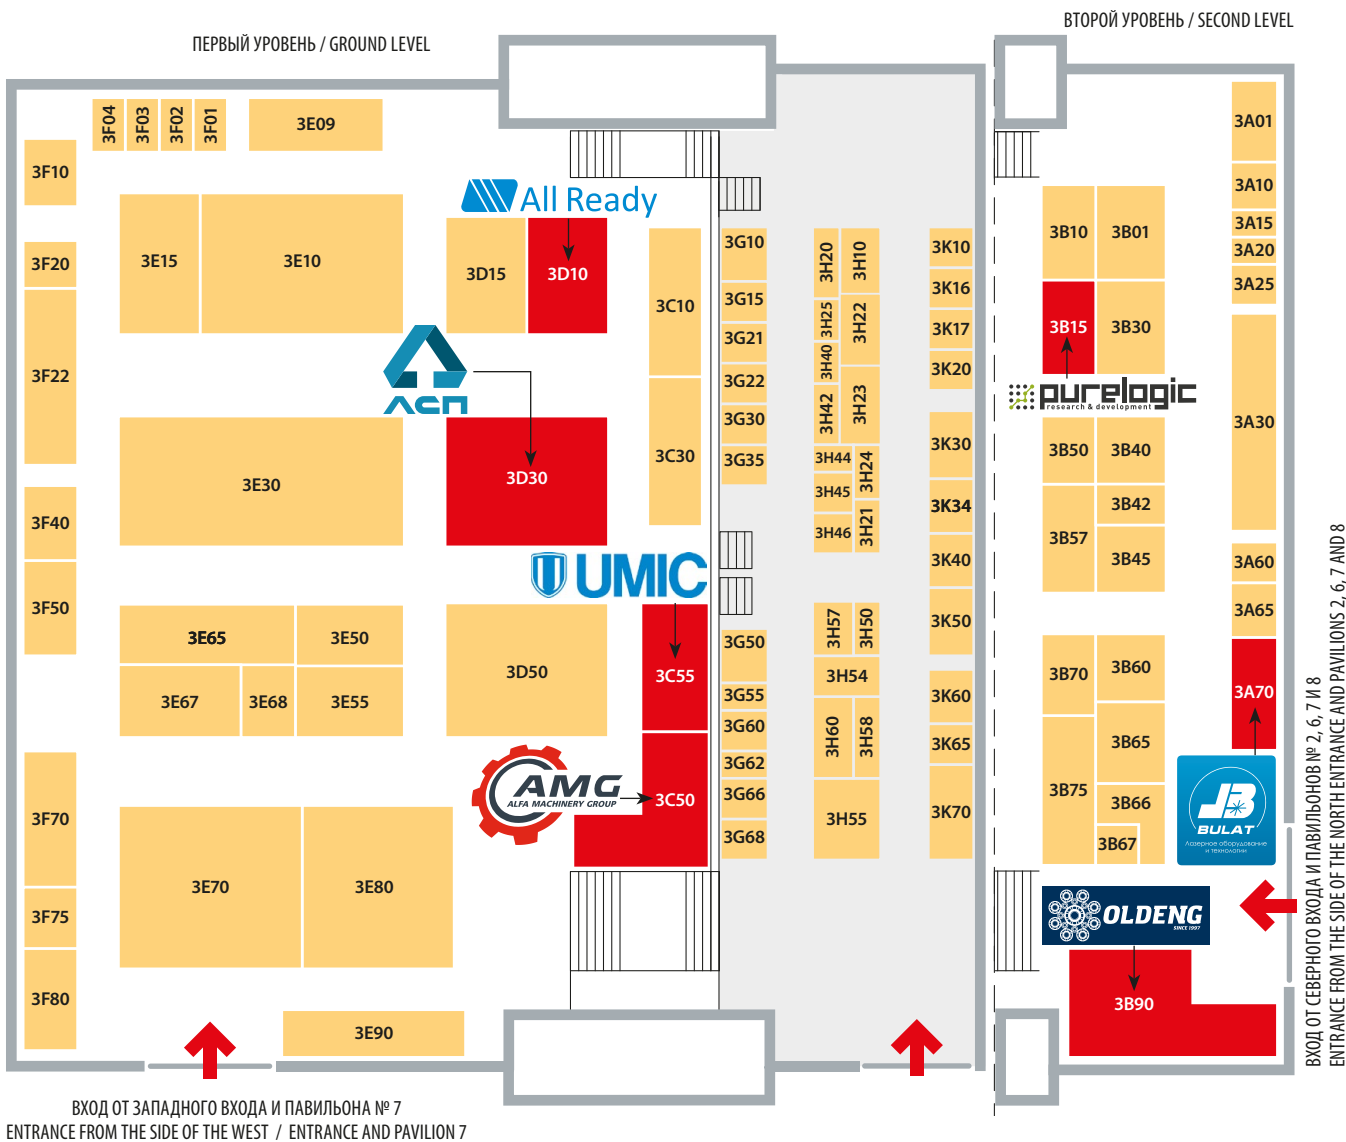 ПЕРВЫЙ УРОВЕНЬ / GROUND LEVEL
ВТОРОЙ УРОВЕНЬ / SECOND LEVEL
3F04
3F03
3F02
3F01
3E09
3F10
3F20
3F22
3F40
3F50
3F70
3F75
3F80
3E15
3E10
3E30
3E65
3E50
3E67
3E68
3E55
3E70
3E80
3E90
All Ready
3D15
3D10
ЛСП
3D30
UMIC
3D50
3C10
3C30
3C55
AMG
ALFA MACHINERY GROUP
3C50
3G10
3G15
3G21
3G22
3G30
3G35
3G50
3G55
3G60
3G62
3G66
3G68
3H20
3H10
3H25
3H22
3H40
3H42
3H23
3H44
3H24
3H45
3H46
3H21
3H57
3H50
3H54
3H60
3H58
3H55
3K10
3K16
3K17
3K20
3K30
3K34
3K40
3K50
3K60
3K65
3K70
3B10
3B01
3B15
3B30
purelogic
research & development
3B50
3B40
3B42
3B57
3B45
3B70
3B60
3B65
3B75
3B66
3B67
3A01
3A10
3A15
3A20
3A25
3A30
3A60
3A65
3A70
BULAT
Лазерное оборудование
и технологии
OLDENG
SINCE 1997
3B90
ВХОД ОТ ЗАПАДНОГО ВХОДА И ПАВИЛЬОНА № 7
ENTRANCE FROM THE SIDE OF THE WEST / ENTRANCE AND PAVILION 7
ВХОД ОТ СЕВЕРНОГО ВХОДА И ПАВИЛЬОНОВ № 2, 6, 7 И 8
ENTRANCE FROM THE SIDE OF THE NORTH ENTRANCE AND PAVILIONS 2, 6, 7 AND 8